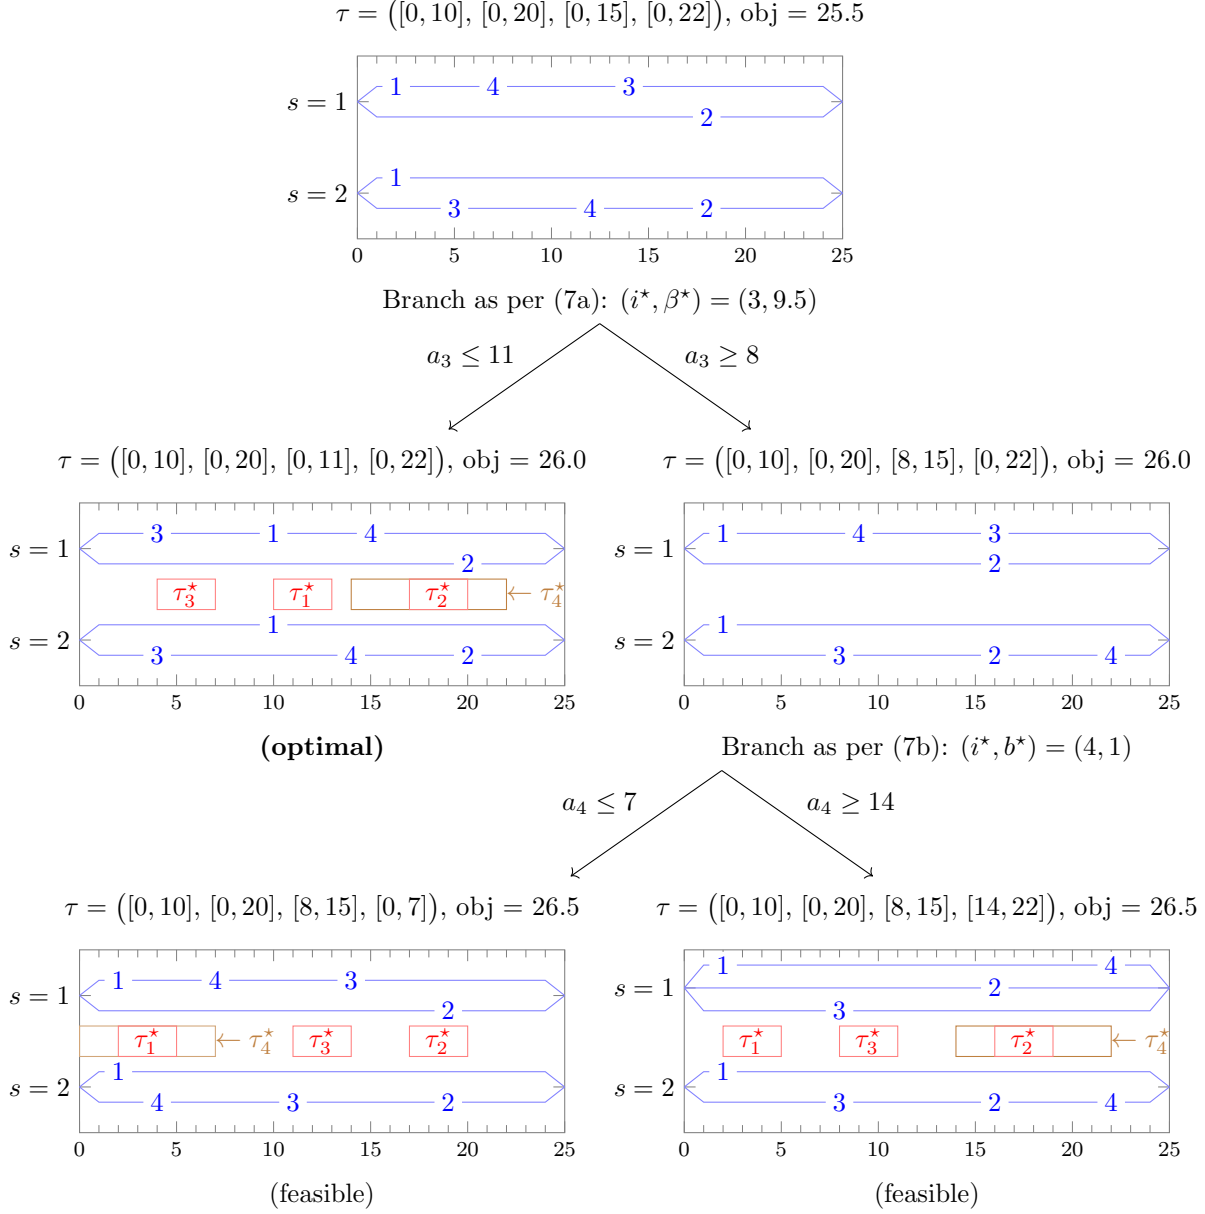 τ = ([0, 10], [0, 20], [0, 15], [0, 22]), obj = 25.5
s = 1
1 4 3
2
s = 2
1
3 4 2
0 5 10 15 20 25
Branch as per (7a): (i⋆, β⋆) = (3, 9.5)
a₃ ≤ 11
a₃ ≥ 8
τ = ([0, 10], [0, 20], [0, 11], [0, 22]), obj = 26.0
s = 1
3 1 4
2
τ₃⋆ τ₁⋆ τ₂⋆ ← τ₄⋆
s = 2
1
3 4 2
0 5 10 15 20 25
(optimal)
τ = ([0, 10], [0, 20], [8, 15], [0, 22]), obj = 26.0
s = 1
1 4 3
2
s = 2
1
3 2 4
0 5 10 15 20 25
Branch as per (7b): (i⋆, b⋆) = (4, 1)
a₄ ≤ 7
a₄ ≥ 14
τ = ([0, 10], [0, 20], [8, 15], [0, 7]), obj = 26.5
s = 1
1 4 3
2
τ₁⋆ ← τ₄⋆ τ₃⋆ τ₂⋆
s = 2
1
4 3 2
0 5 10 15 20 25
(feasible)
τ = ([0, 10], [0, 20], [8, 15], [14, 22]), obj = 26.5
s = 1
1 4
2
3
τ₁⋆ τ₃⋆ τ₂⋆ ← τ₄⋆
s = 2
1
3 2 4
0 5 10 15 20 25
(feasible)